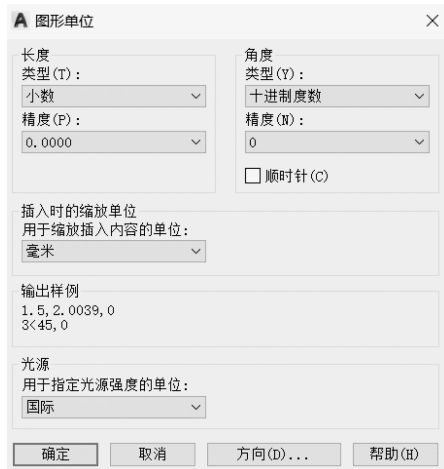 图形单位
长度
类型(T):
小数
精度(P):
0.0000
角度
类型(Y):
十进制度数
精度(N):
0
顺时针(C)
插入时的缩放单位
用于缩放插入内容的单位:
毫米
输出样例
1.5,2.0039,0
3<45,0
光源
用于指定光源强度的单位:
国际
确定 取消 方向(D)... 帮助(H)